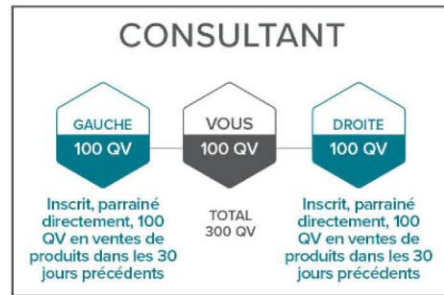 CONSULTANT
GAUCHE
100 QV
VOUS
100 QV
DROITE
100 QV
Inscrit, parrainé
directement, 100
QV en ventes de
produits dans les 30
jours précédents
TOTAL
300 QV
Inscrit, parrainé
directement, 100
QV en ventes de
produits dans les 30
jours précédents